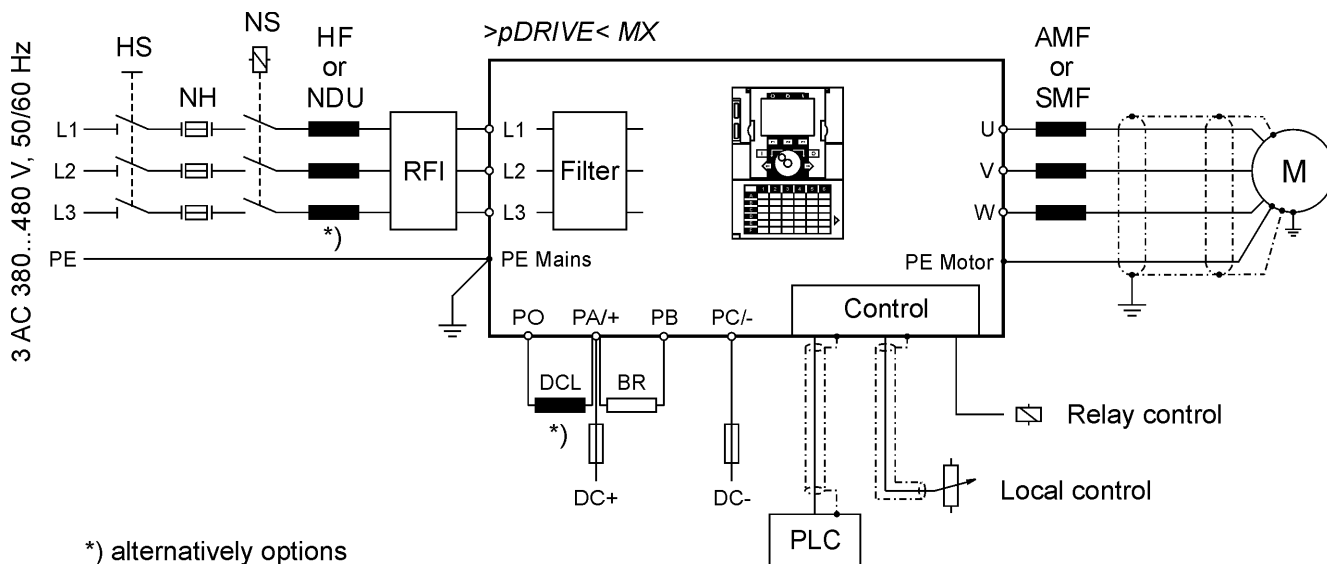 3 AC 380...480 V, 50/60 Hz
HS
NH
NS
HF
or
NDU
>pDRIVE< MX
AMF
or
SMF
L1
L2
L3
PE
*)
RFI
L1
L2
L3
PE Mains
Filter
U
V
W
PE Motor
M
PO
PA/+
PB
PC/-
Control
DCL
BR
*)
DC+
DC-
PLC
Relay control
Local control
*) alternatively options